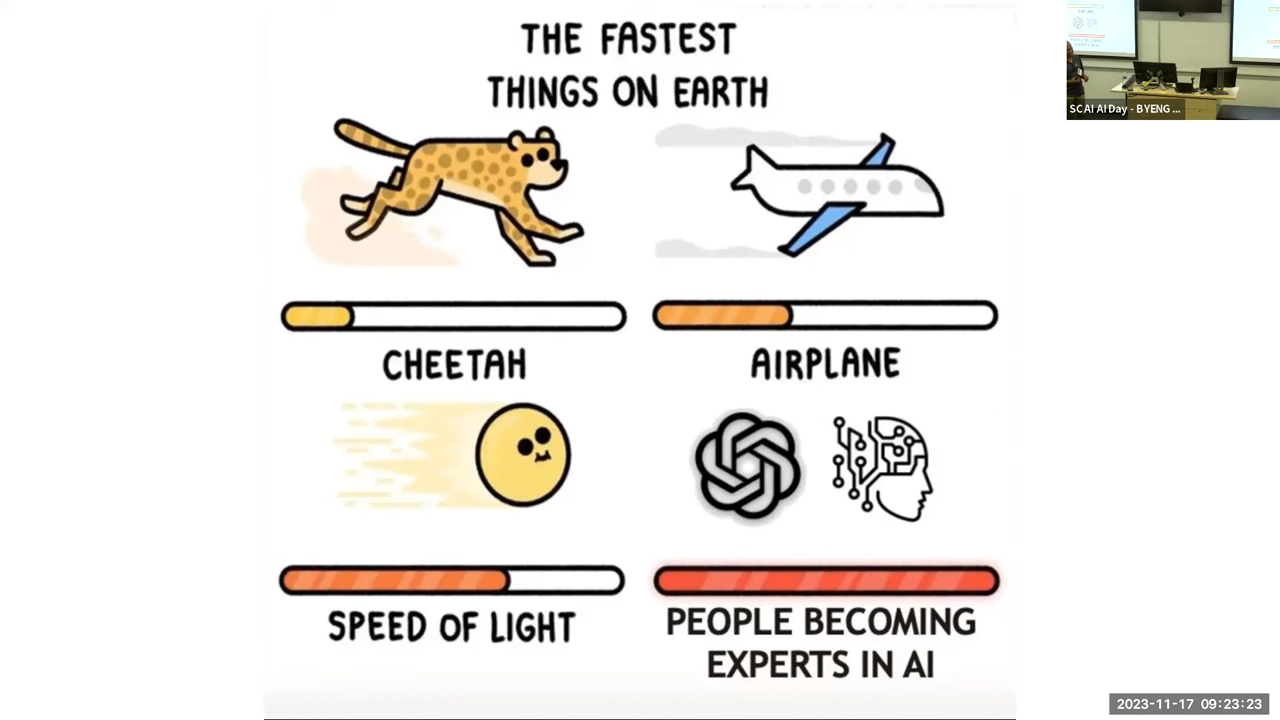 THE FASTEST
THINGS ON EARTH
CHEETAH
AIRPLANE
SPEED OF LIGHT
PEOPLE BECOMING
EXPERTS IN AI
SCAI AI Day - BYENG ...
2023-11-17 09:23:23